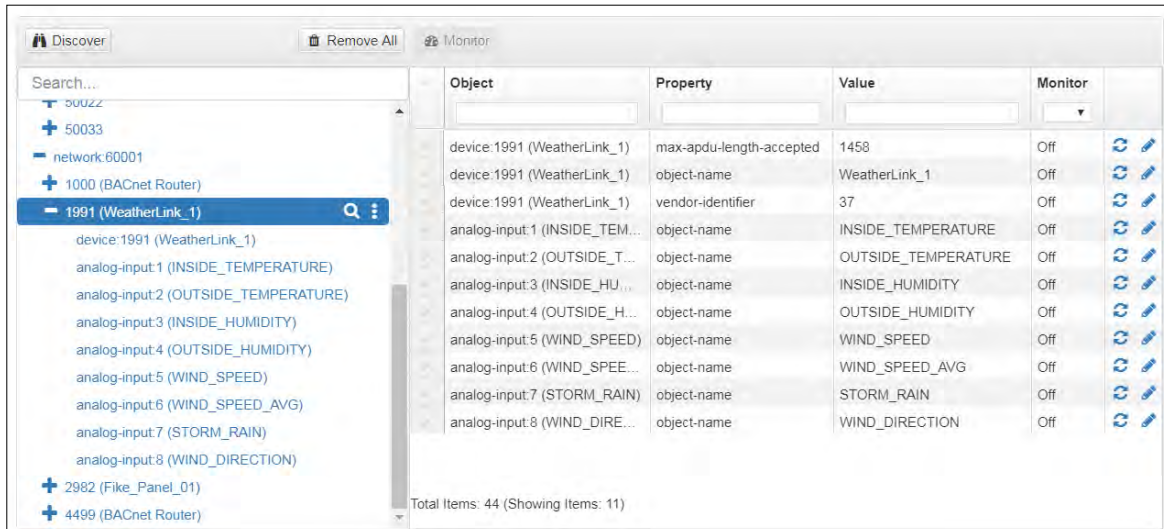 Discover
Remove All
Monitor
Search...
50022
50033
network:60001
1000 (BACnet Router)
1991 (WeatherLink_1)
device:1991 (WeatherLink_1)
analog-input:1 (INSIDE_TEMPERATURE)
analog-input:2 (OUTSIDE_TEMPERATURE)
analog-input:3 (INSIDE_HUMIDITY)
analog-input:4 (OUTSIDE_HUMIDITY)
analog-input:5 (WIND_SPEED)
analog-input:6 (WIND_SPEED_AVG)
analog-input:7 (STORM_RAIN)
analog-input:8 (WIND_DIRECTION)
2982 (Fike_Panel_01)
4499 (BACnet Router)
Object Property Value Monitor
device:1991 (WeatherLink_1) max-apdu-length-accepted 1458 Off
device:1991 (WeatherLink_1) object-name WeatherLink_1 Off
device:1991 (WeatherLink_1) vendor-identifier 37 Off
analog-input:1 (INSIDE_TEM... object-name INSIDE_TEMPERATURE Off
analog-input:2 (OUTSIDE_T... object-name OUTSIDE_TEMPERATURE Off
analog-input:3 (INSIDE_HU... object-name INSIDE_HUMIDITY Off
analog-input:4 (OUTSIDE_H... object-name OUTSIDE_HUMIDITY Off
analog-input:5 (WIND_SPEED) object-name WIND_SPEED Off
analog-input:6 (WIND_SPEE... object-name WIND_SPEED_AVG Off
analog-input:7 (STORM_RAIN) object-name STORM_RAIN Off
analog-input:8 (WIND_DIRE... object-name WIND_DIRECTION Off
Total Items: 44 (Showing Items: 11)